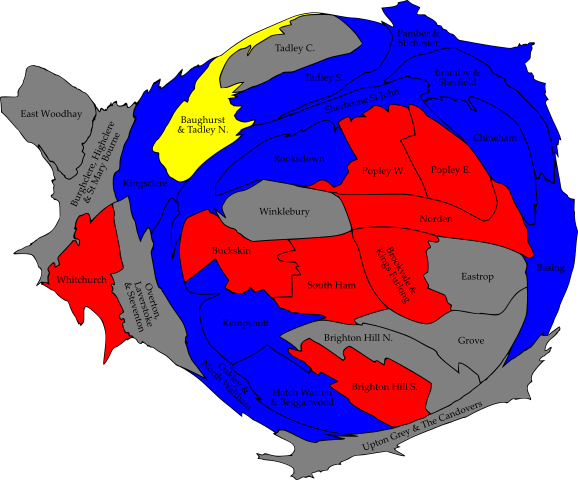 Pamber &
Silchester
Tadley C.
Tadley S.
Bramley &
Sherfield
Sherborne St John
East Woodhay
Baughurst
& Tadley N.
Burghclere, Highclere
& St Mary Bourne
Chineham
Rooksdown
Popley W.
Popley E.
Kingsclere
Winklebury
Norden
Buckskin
Brookvale &
Kings Furlong
Basing
Eastrop
Whitchurch
South Ham
Overton,
Laverstoke
& Steventon
Kempshott
Brighton Hill N.
Grove
Oakley &
North Waltham
Hatch Warren
& Beggarwood
Brighton Hill S.
Upton Grey & The Candovers